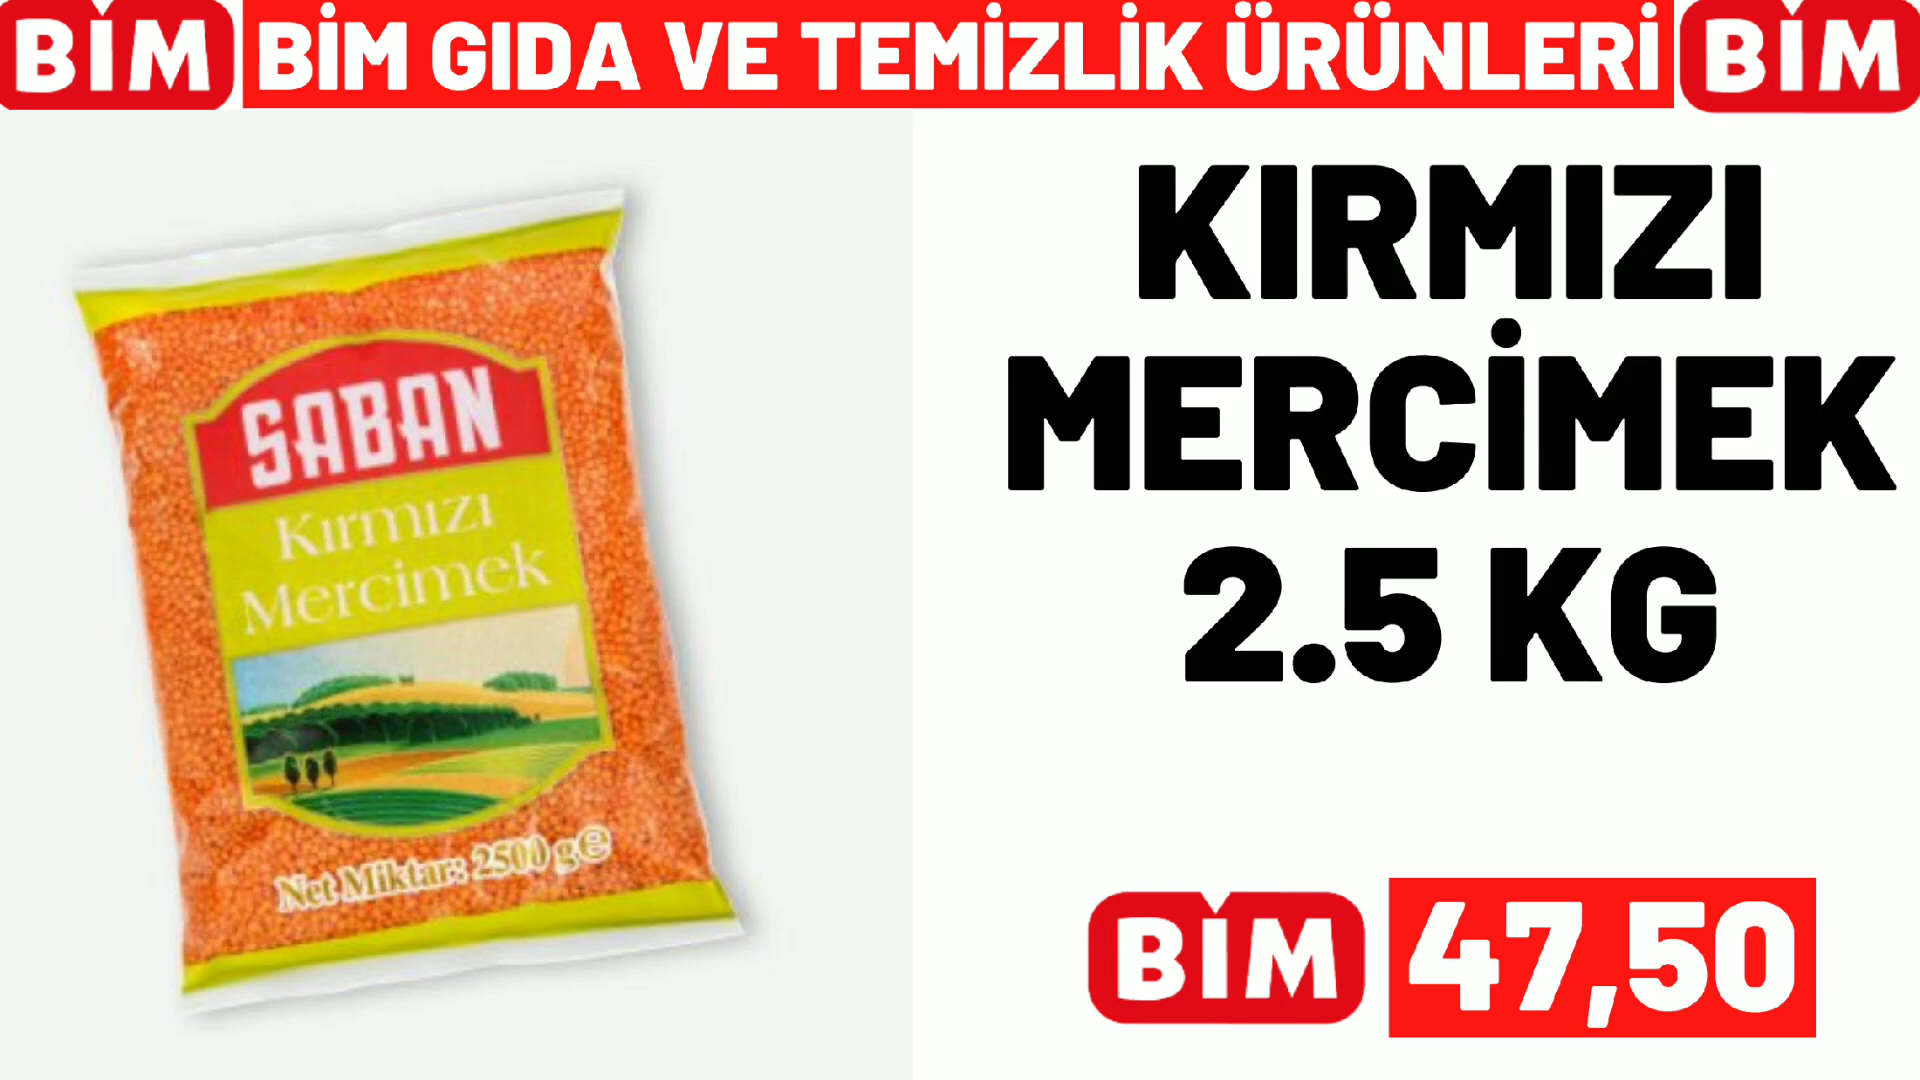 BİM BİM GIDA VE TEMİZLİK ÜRÜNLERİ BİM
SABAN
Kırmızı
Mercimek
Net Miktar: 2500 g ℮
KIRMIZI
MERCİMEK
2.5 KG
BİM 47,50